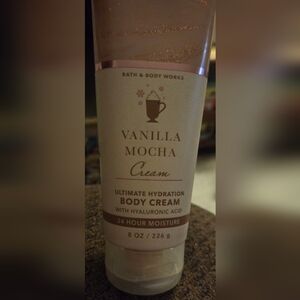 BATH & BODY WORKS
VANILLA
MOCHA
Cream
ULTIMATE HYDRATION
BODY CREAM
WITH HYALURONIC ACID
24 HOUR MOISTURE
8 OZ / 226 g